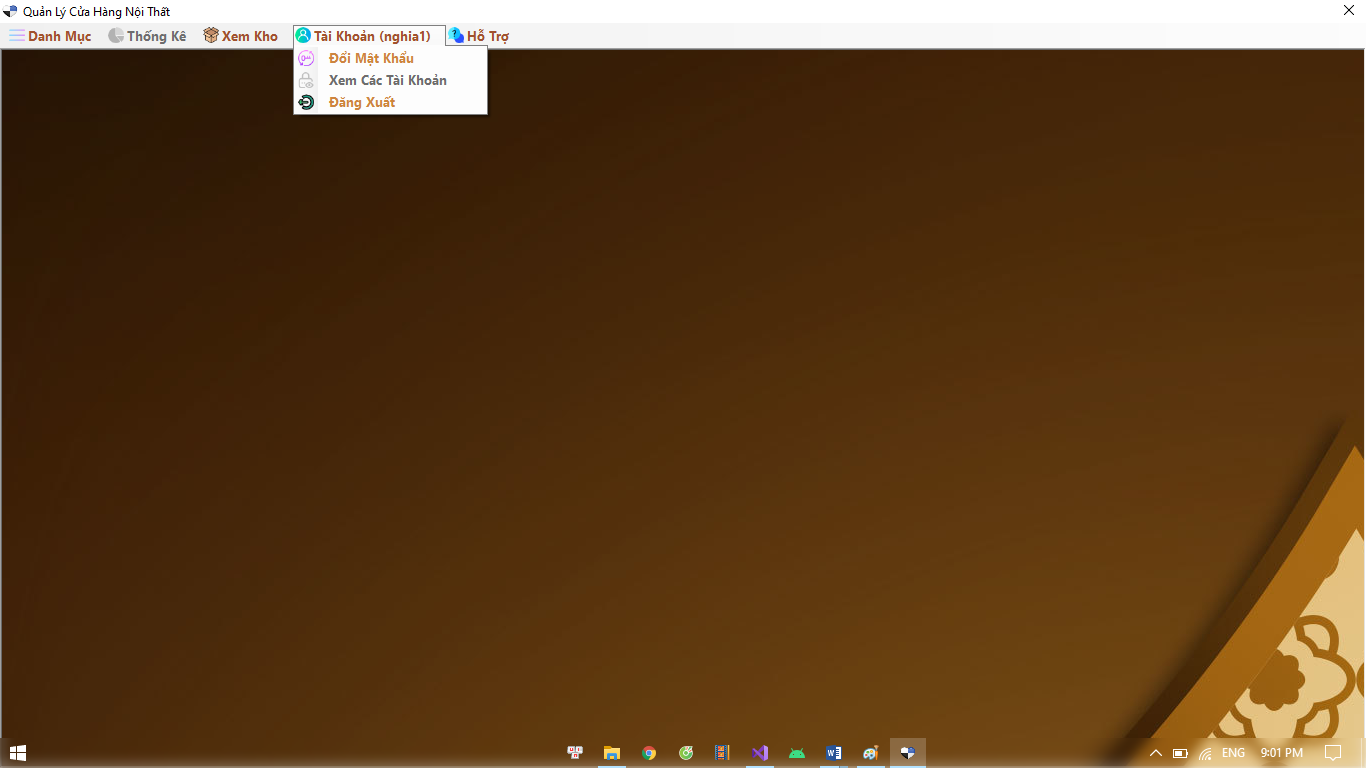 Quản Lý Cửa Hàng Nội Thất
Danh Mục Thống Kê Xem Kho Tài Khoản (nghia1) Hỗ Trợ
Đổi Mật Khẩu
Xem Các Tài Khoản
Đăng Xuất
ENG 9:01 PM